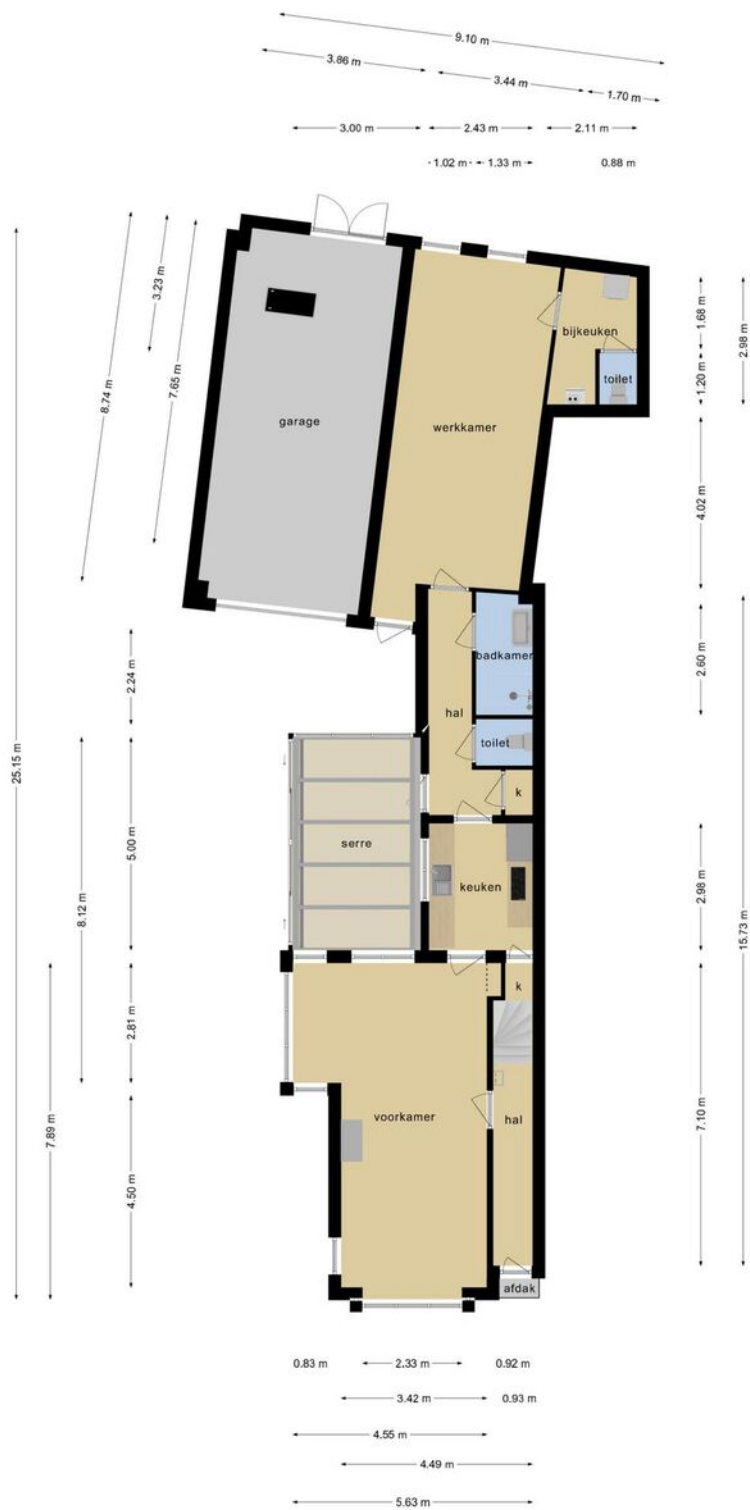 9.10 m
3.86 m
3.44 m
1.70 m
3.00 m
2.43 m
2.11 m
1.02 m
1.33 m
0.88 m
3.23 m
8.74 m
7.65 m
25.15 m
2.24 m
5.00 m
8.12 m
2.81 m
7.89 m
4.50 m
garage
werkkamer
bijkeuken
toilet
badkamer
hal
toilet
k
serre
keuken
k
voorkamer
hal
afdak
1.68 m
2.98 m
1.20 m
4.02 m
2.60 m
2.98 m
15.73 m
7.10 m
0.83 m
2.33 m
0.92 m
3.42 m
0.93 m
4.55 m
4.49 m
5.63 m